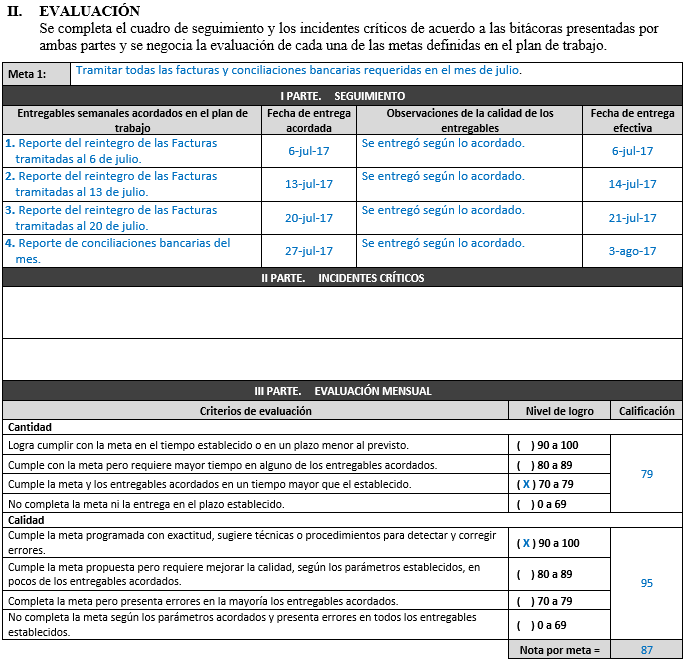 II. EVALUACIÓN
Se completa el cuadro de seguimiento y los incidentes críticos de acuerdo a las bitácoras presentadas por
ambas partes y se negocia la evaluación de cada una de las metas definidas en el plan de trabajo.
Meta 1: Tramitar todas las facturas y conciliaciones bancarias requeridas en el mes de julio.
I PARTE. SEGUIMIENTO
Entregables semanales acordados en el plan de trabajo
Fecha de entrega acordada
Observaciones de la calidad de los entregables
Fecha de entrega efectiva
1. Reporte del reintegro de las Facturas
tramitadas al 6 de julio.
6-jul-17
Se entregó según lo acordado.
6-jul-17
2. Reporte del reintegro de las Facturas
tramitadas al 13 de julio.
13-jul-17
Se entregó según lo acordado.
14-jul-17
3. Reporte del reintegro de las Facturas
tramitadas al 20 de julio.
20-jul-17
Se entregó según lo acordado.
21-jul-17
4. Reporte de conciliaciones bancarias del
mes.
27-jul-17
Se entregó según lo acordado.
3-ago-17
II PARTE. INCIDENTES CRÍTICOS
III PARTE. EVALUACIÓN MENSUAL
Criterios de evaluación Nivel de logro Calificación
Cantidad
Logra cumplir con la meta en el tiempo establecido o en un plazo menor al previsto. ( ) 90 a 100
Cumple con la meta pero requiere mayor tiempo en alguno de los entregables acordados. ( ) 80 a 89
79
Cumple la meta y los entregables acordados en un tiempo mayor que el establecido. ( X ) 70 a 79
No completa la meta ni la entrega en el plazo establecido. ( ) 0 a 69
Calidad
Cumple la meta programada con exactitud, sugiere técnicas o procedimientos para detectar y corregir
errores.
( X ) 90 a 100
Cumple la meta propuesta pero requiere mejorar la calidad, según los parámetros establecidos, en
pocos de los entregables acordados.
( ) 80 a 89
95
Completa la meta pero presenta errores en la mayoría los entregables acordados. ( ) 70 a 79
No completa la meta según los parámetros acordados y presenta errores en todos los entregables
establecidos.
( ) 0 a 69
Nota por meta = 87